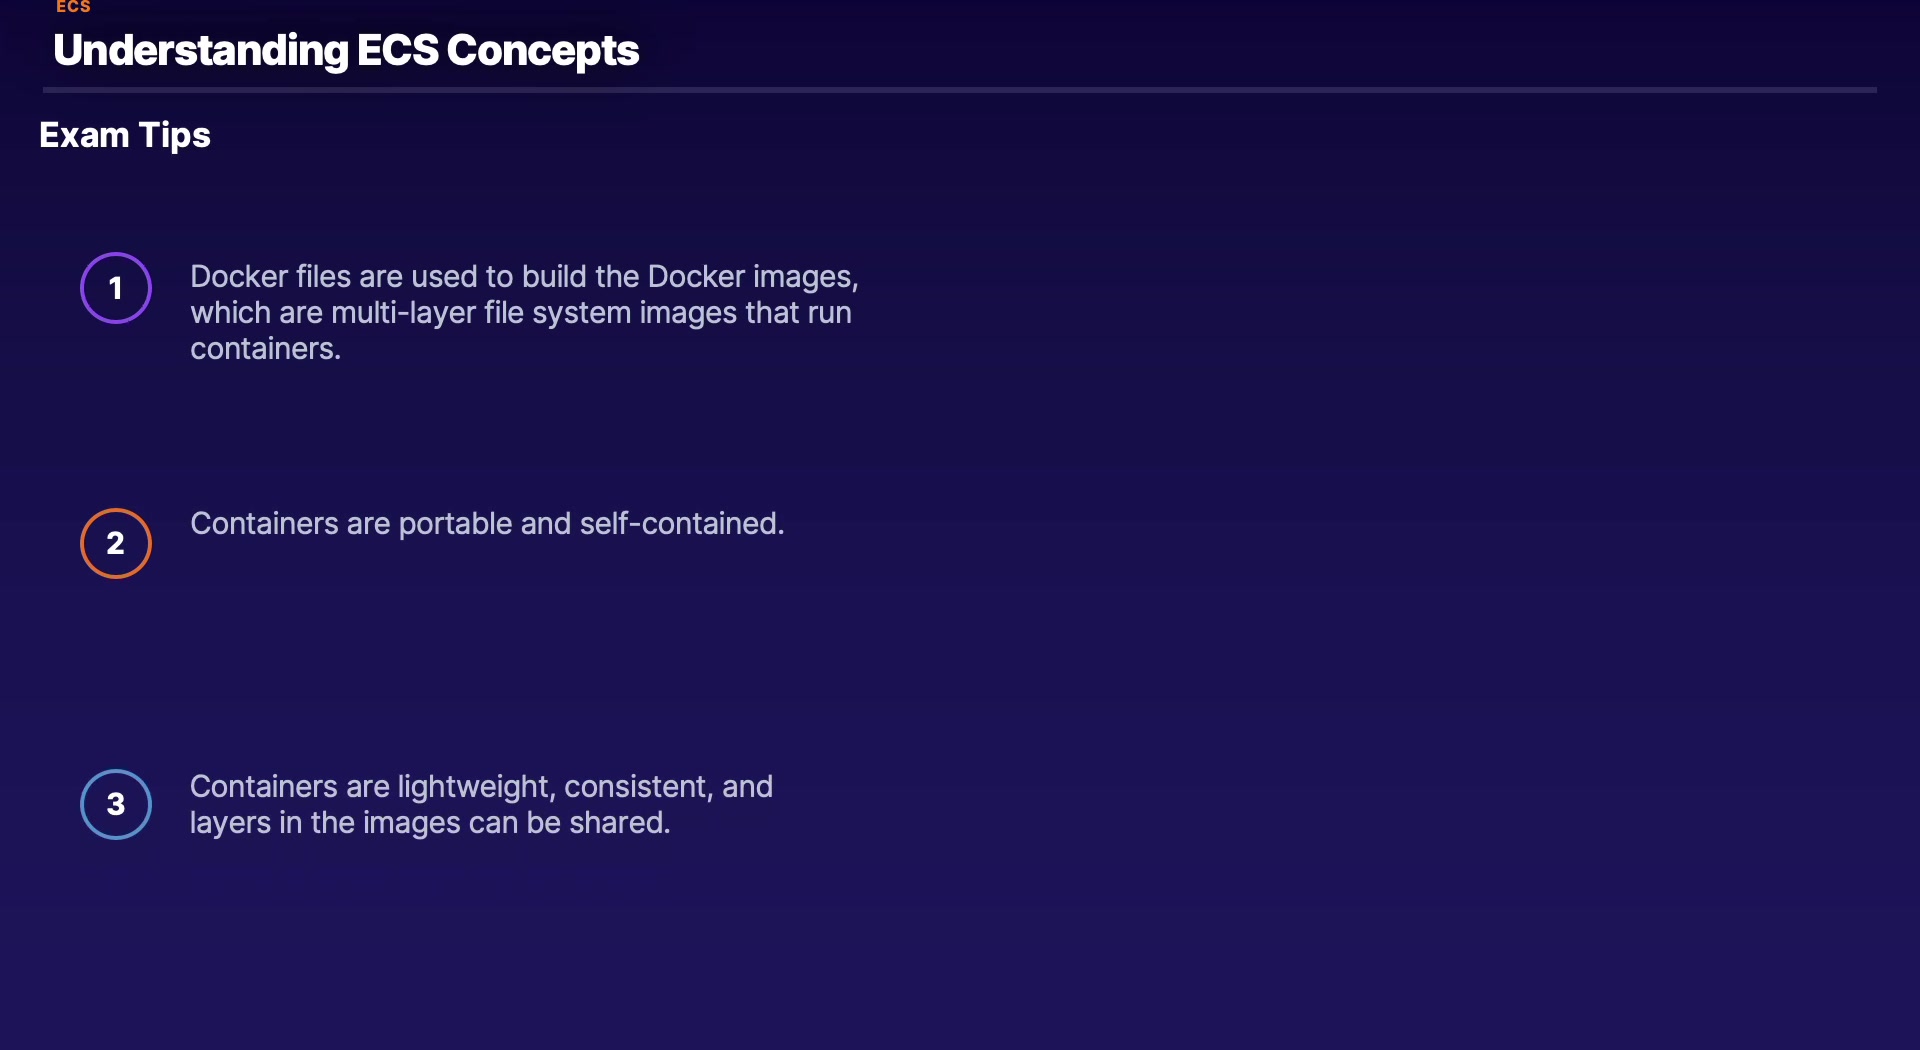 ECS
Understanding ECS Concepts
Exam Tips
1
Docker files are used to build the Docker images,
which are multi-layer file system images that run
containers.
2
Containers are portable and self-contained.
3
Containers are lightweight, consistent, and
layers in the images can be shared.